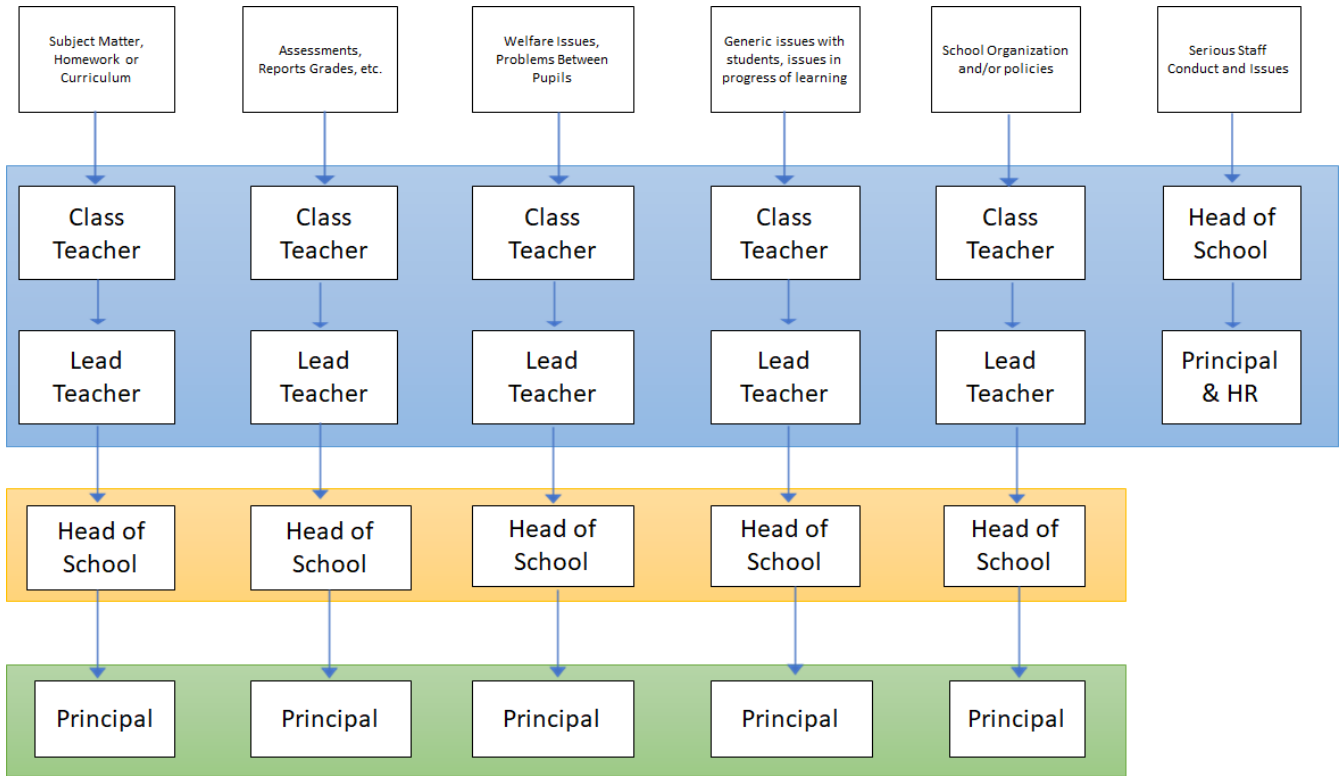 Subject Matter,
Homework or
Curriculum
Assessments,
Reports Grades, etc.
Welfare Issues,
Problems Between
Pupils
Generic issues with
students, issues in
progress of learning
School Organization
and/or policies
Serious Staff
Conduct and Issues
Class
Teacher
Class
Teacher
Class
Teacher
Class
Teacher
Class
Teacher
Head of
School
Lead
Teacher
Lead
Teacher
Lead
Teacher
Lead
Teacher
Lead
Teacher
Principal
& HR
Head of
School
Head of
School
Head of
School
Head of
School
Head of
School
Principal
Principal
Principal
Principal
Principal